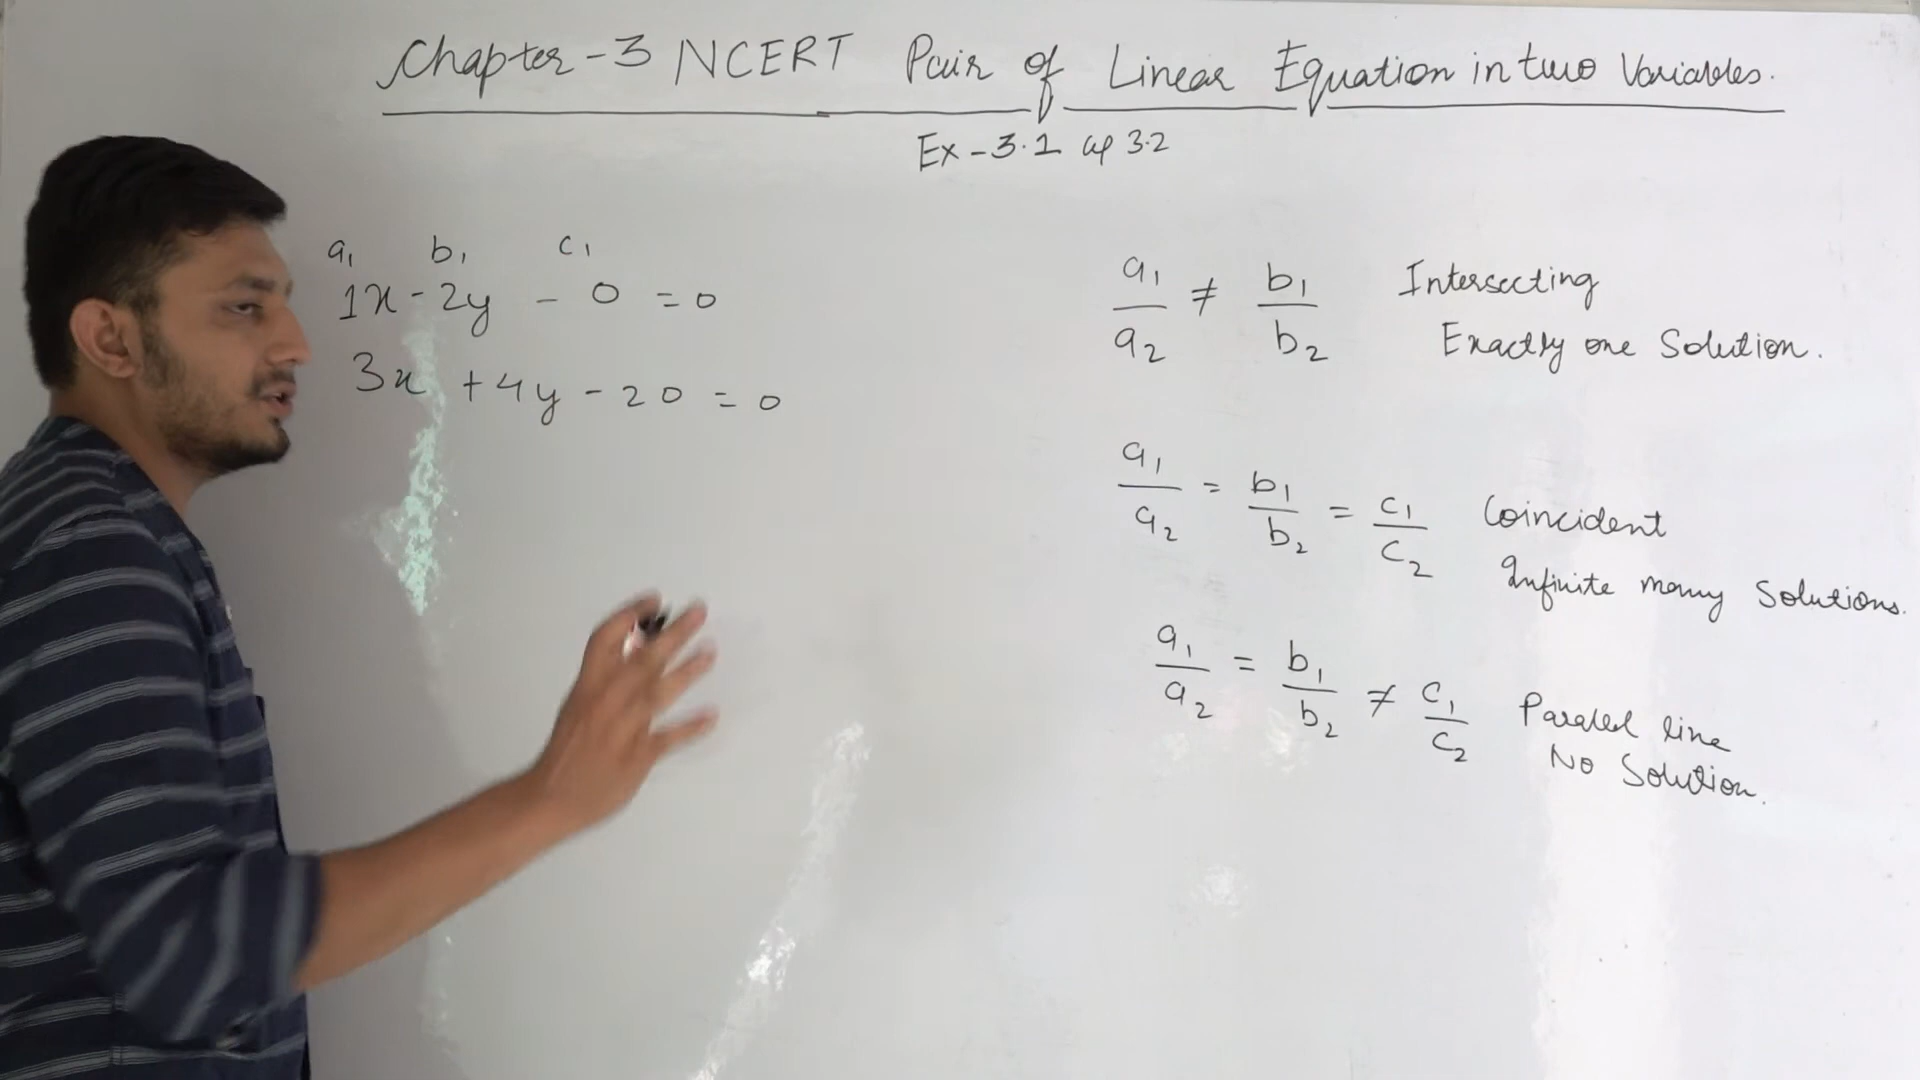 Chapter-3 NCERT Pair of Linear Equation in two Variables.
Ex-3.1 3.2
a₁ b₁ c₁
1x - 2y - 0 = 0
3x + 4y - 20 = 0
a₁/a₂ ≠ b₁/b₂ Intersecting
Exactly one Solution.
a₁/a₂ = b₁/b₂ = c₁/c₂ Coincident
Infinite many Solutions.
a₁/a₂ = b₁/b₂ ≠ c₁/c₂ Paralel line
No Solution.